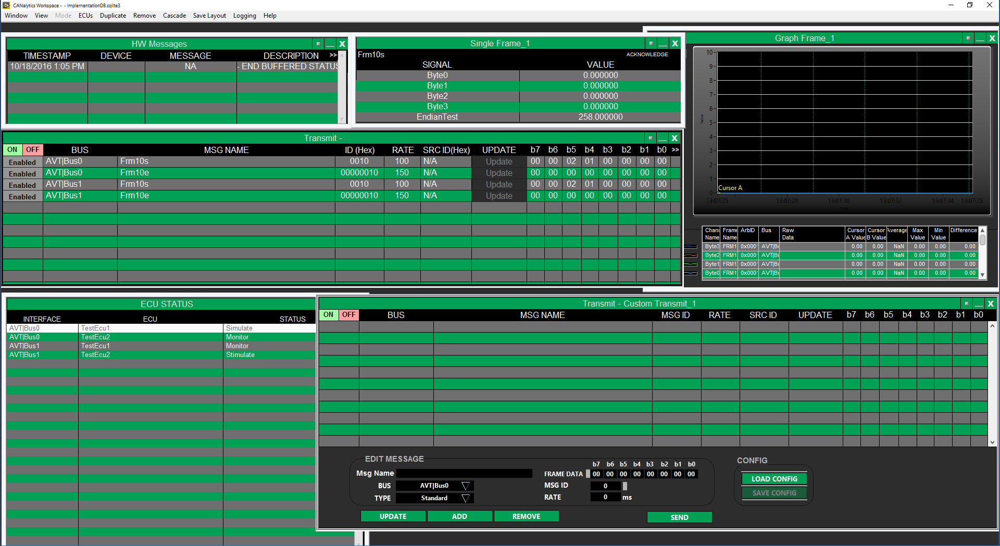 CANalytics Workspace - - ImplementationDB.sqlite3
Window View Mode ECUs Duplicate Remove Cascade Save Layout Logging Help
HW Messages
TIMESTAMP DEVICE MESSAGE DESCRIPTION >>
10/18/2016 1:05 PM NA - END BUFFERED STATUS
Single Frame_1
Frm10s ACKNOWLEDGE
SIGNAL VALUE
Byte0 0.000000
Byte1 0.000000
Byte2 0.000000
Byte3 0.000000
EndianTest 258.000000
Graph Frame_1
10
9
8
7
6
5
4
3
2
1
0
Value
Cursor A
13:07:25 13:07:28 13:07:30 13:07:32 13:07:34 13:07:35
Time
Chan Name Frame Name ArbID Bus Raw Data Cursor A Value Cursor B Value Average Max Value Min Value Difference
Byte3 FRM1 0x000 AVT|B 0.00 0.00 NaN 0.00 0.00 0.00
Byte2 FRM1 0x000 AVT|B 0.00 0.00 NaN 0.00 0.00 0.00
Byte1 FRM1 0x000 AVT|B 0.00 0.00 NaN 0.00 0.00 0.00
Byte0 FRM1 0x000 AVT|B 0.00 0.00 NaN 0.00 0.00 0.00
Transmit -
ON OFF BUS MSG NAME ID (Hex) RATE SRC ID(Hex) UPDATE b7 b6 b5 b4 b3 b2 b1 b0 >>
Enabled AVT|Bus0 Frm10s 0010 100 N/A Update 00 00 02 01 00 00 00 00
Enabled AVT|Bus0 Frm10e 00000010 150 N/A Update 00 00 00 00 00 00 00 00
Enabled AVT|Bus1 Frm10s 0010 100 N/A Update 00 00 02 01 00 00 00 00
Enabled AVT|Bus1 Frm10e 00000010 150 N/A Update 00 00 00 00 00 00 00 00
ECU STATUS
INTERFACE ECU STATUS
AVT|Bus0 TestEcu1 Simulate
AVT|Bus0 TestEcu2 Monitor
AVT|Bus1 TestEcu1 Monitor
AVT|Bus1 TestEcu2 Stimulate
Transmit - Custom Transmit_1
ON OFF BUS MSG NAME MSG ID RATE SRC ID UPDATE b7 b6 b5 b4 b3 b2 b1 b0
EDIT MESSAGE
Msg Name
BUS AVT|Bus0
TYPE Standard
b7 b6 b5 b4 b3 b2 b1 b0
FRAME DATA 00 00 00 00 00 00 00 00
MSG ID 0
RATE 0 ms
UPDATE ADD REMOVE SEND
CONFIG
LOAD CONFIG
SAVE CONFIG